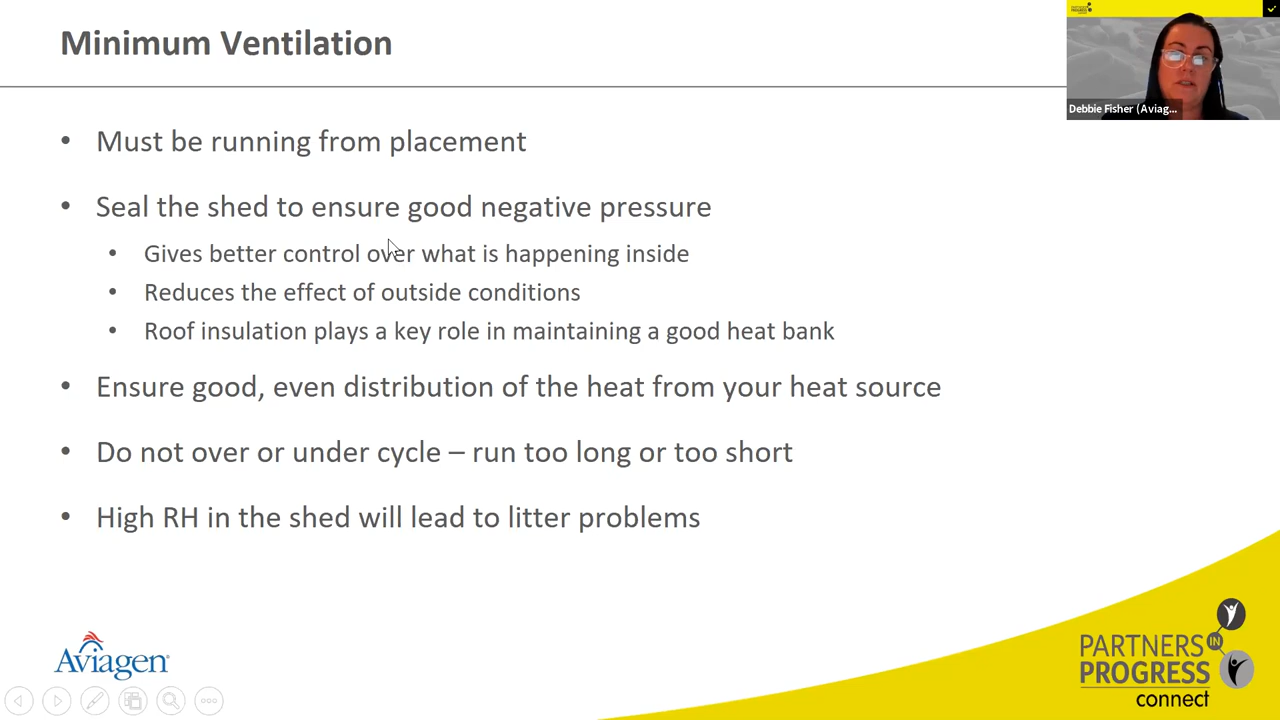 Minimum Ventilation
Debbie Fisher (Aviag...
• Must be running from placement
• Seal the shed to ensure good negative pressure
• Gives better control over what is happening inside
• Reduces the effect of outside conditions
• Roof insulation plays a key role in maintaining a good heat bank
• Ensure good, even distribution of the heat from your heat source
• Do not over or under cycle – run too long or too short
• High RH in the shed will lead to litter problems
Aviagen
PARTNERS IN
PROGRESS
connect